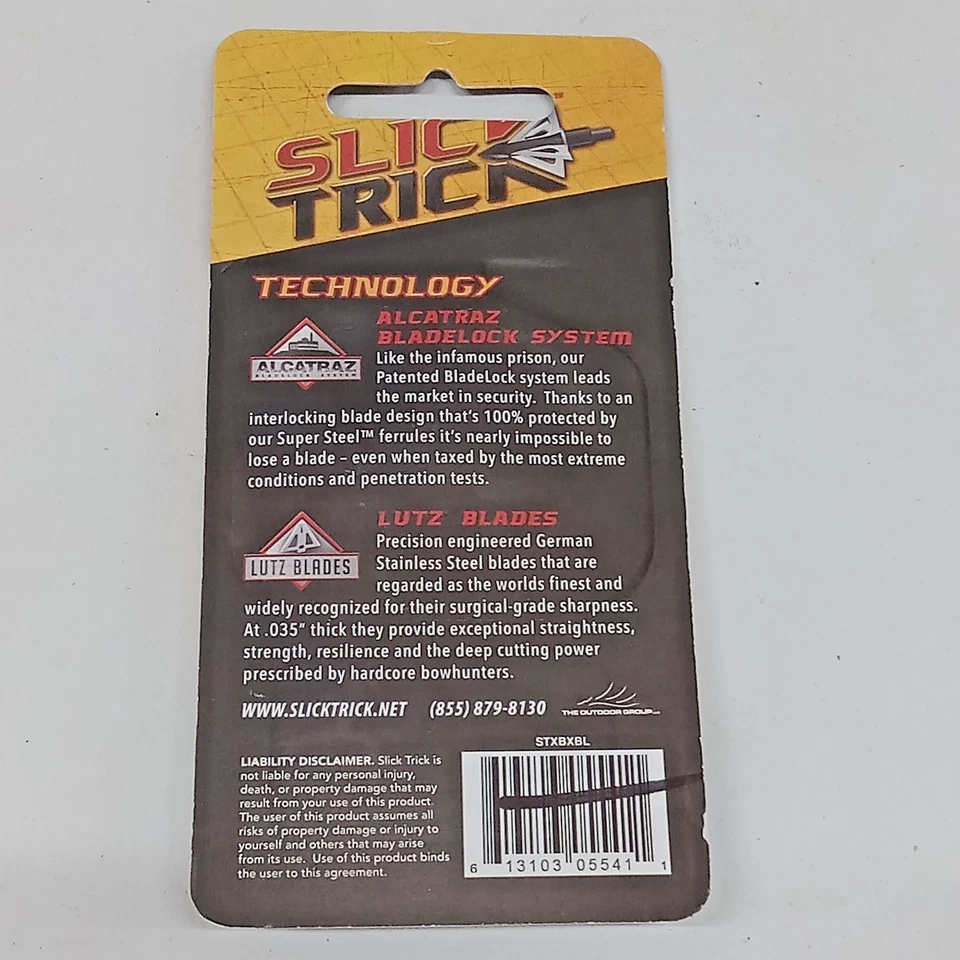 SLICK
TRICK
TECHNOLOGY
ALCATRAZ
BLADELOCK SYSTEM
ALCATRAZ
BLADELOCK SYSTEM
Like the infamous prison, our
Patented BladeLock system leads
the market in security. Thanks to an
interlocking blade design that's 100% protected by
our Super Steel™ ferrules it's nearly impossible to
lose a blade – even when taxed by the most extreme
conditions and penetration tests.
LUTZ BLADES
LUTZ BLADES
Precision engineered German
Stainless Steel blades that are
regarded as the worlds finest and
widely recognized for their surgical-grade sharpness.
At .035" thick they provide exceptional straightness,
strength, resilience and the deep cutting power
prescribed by hardcore bowhunters.
WWW.SLICKTRICK.NET (855) 879-8130 THE OUTDOOR GROUP LLC
STXBXBL
LIABILITY DISCLAIMER. Slick Trick is
not liable for any personal injury,
death, or property damage that may
result from your use of this product.
The user of this product assumes all
risks of property damage or injury to
yourself and others that may arise
from its use. Use of this product binds
the user to this agreement.
6 13103 05541 1